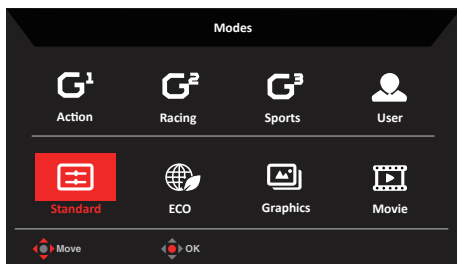 Modes
G¹ G² G³
Action Racing Sports User
Standard ECO Graphics Movie
Move OK